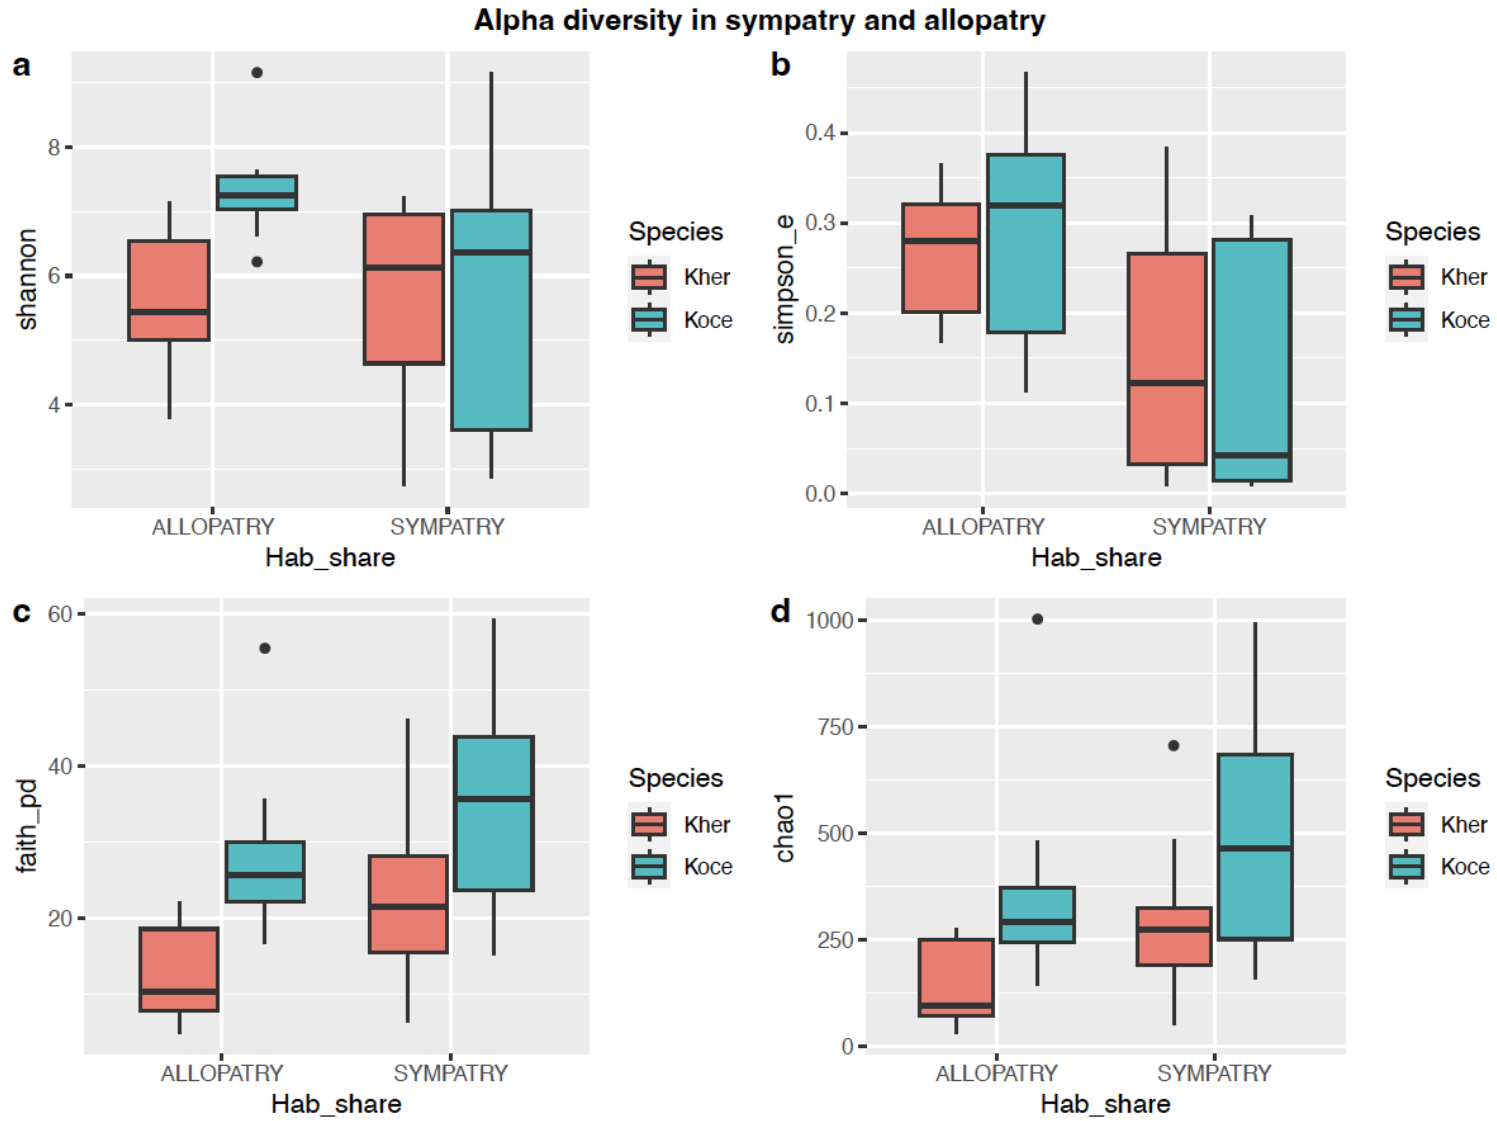 Alpha diversity in sympatry and allopatry
a
shannon
8
6
4
ALLOPATRY SYMPATRY
Hab_share
Species
Kher
Koce
b
simpson_e
0.4
0.3
0.2
0.1
0.0
ALLOPATRY SYMPATRY
Hab_share
Species
Kher
Koce
c
faith_pd
60
40
20
ALLOPATRY SYMPATRY
Hab_share
Species
Kher
Koce
d
chao1
1000
750
500
250
0
ALLOPATRY SYMPATRY
Hab_share
Species
Kher
Koce